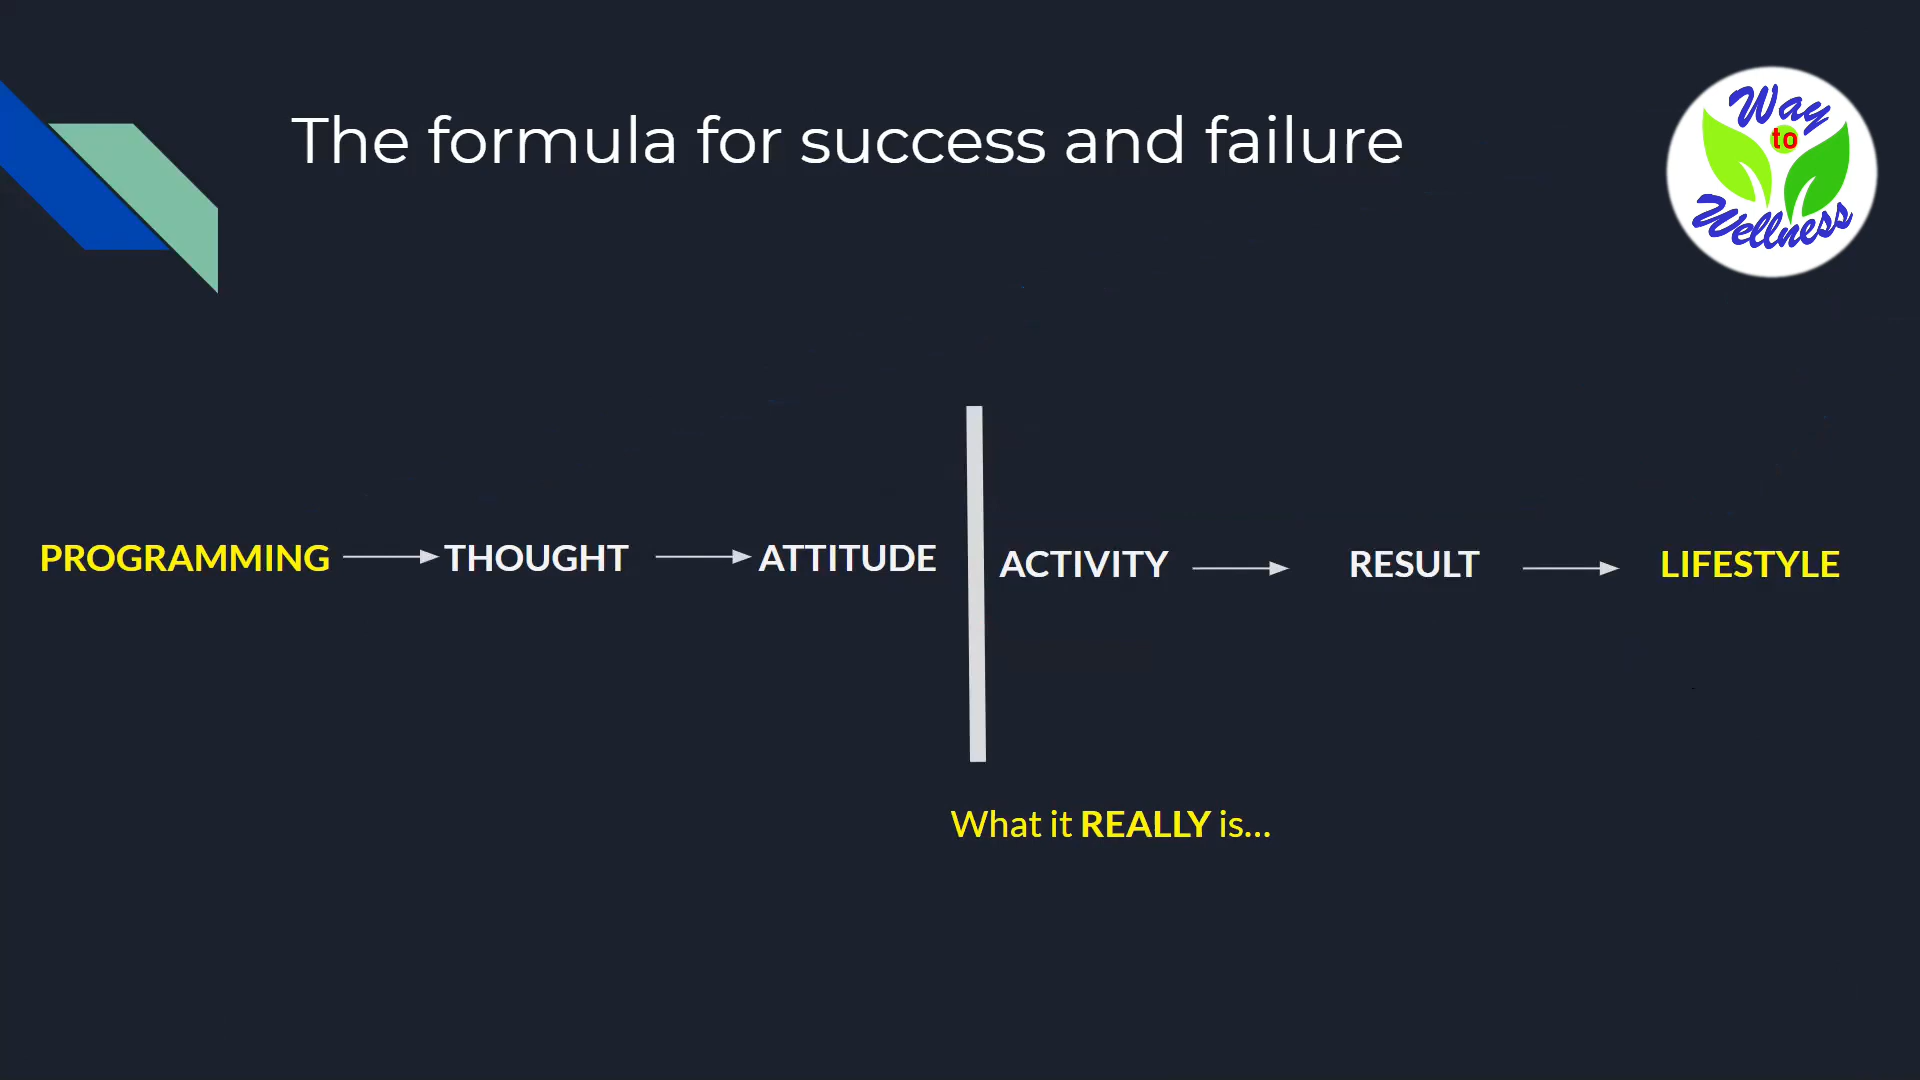 The formula for success and failure
Way
to
Wellness
PROGRAMMING THOUGHT ATTITUDE ACTIVITY RESULT LIFESTYLE
What it REALLY is...